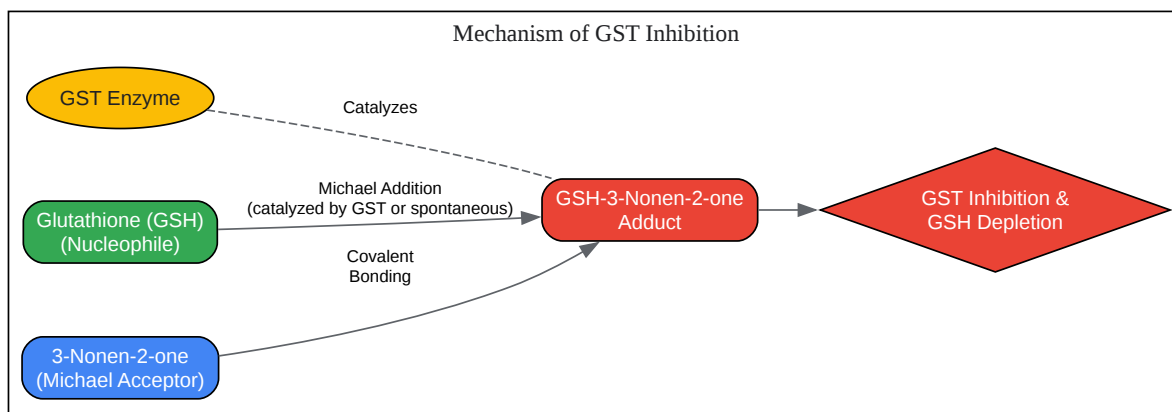 Mechanism of GST Inhibition
GST Enzyme
Catalyzes
Glutathione (GSH)
(Nucleophile)
Michael Addition
(catalyzed by GST or spontaneous)
GSH-3-Nonen-2-one
Adduct
GST Inhibition &
GSH Depletion
Covalent
Bonding
3-Nonen-2-one
(Michael Acceptor)